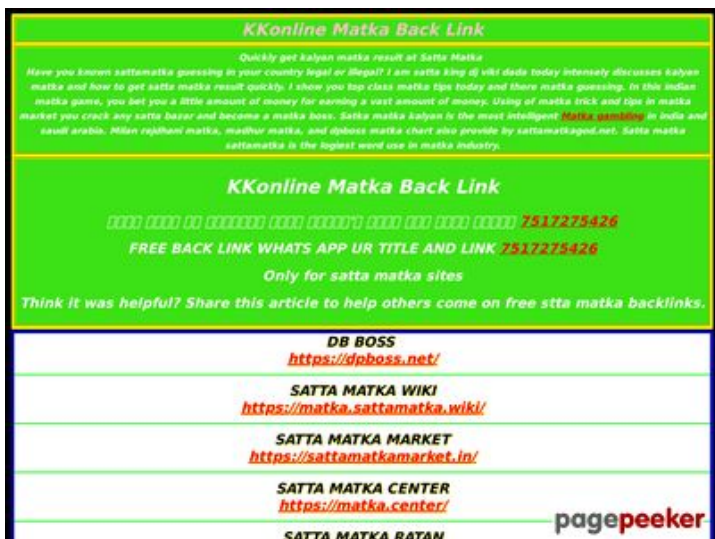 KKonline Matka Back Link
Quickly get kalyan matka result at Satta Matka
Have you known sattamatka guessing in your country legal or illegal? I am satta king dj viki dada today intensely discusses kalyan
matka and how to get satta matka result quickly. I show you top class matka tips today and there matka guessing. In this indian
matka game, you bet you a little amount of money for earning a vast amount of money. Using of matka trick and tips in matka
market you crack any satta bazar and become a matka boss. Satta matka kalyan is the most intelligent Matka gambling in india and
saudi arabia. Milan rajdhani matka, madhur matka, and dpboss matka chart also provide by sattamatkagod.net. Satta matka
sattamatka is the logiest word use in matka industry.
KKonline Matka Back Link
7517275426
FREE BACK LINK WHATS APP UR TITLE AND LINK 7517275426
Only for satta matka sites
Think it was helpful? Share this article to help others come on free stta matka backlinks.
DB BOSS
https://dpboss.net/
SATTA MATKA WIKI
https://matka.sattamatka.wiki/
SATTA MATKA MARKET
https://sattamatkamarket.in/
SATTA MATKA CENTER
https://matka.center/
SATTA MATKA RATAN
pagepeeker